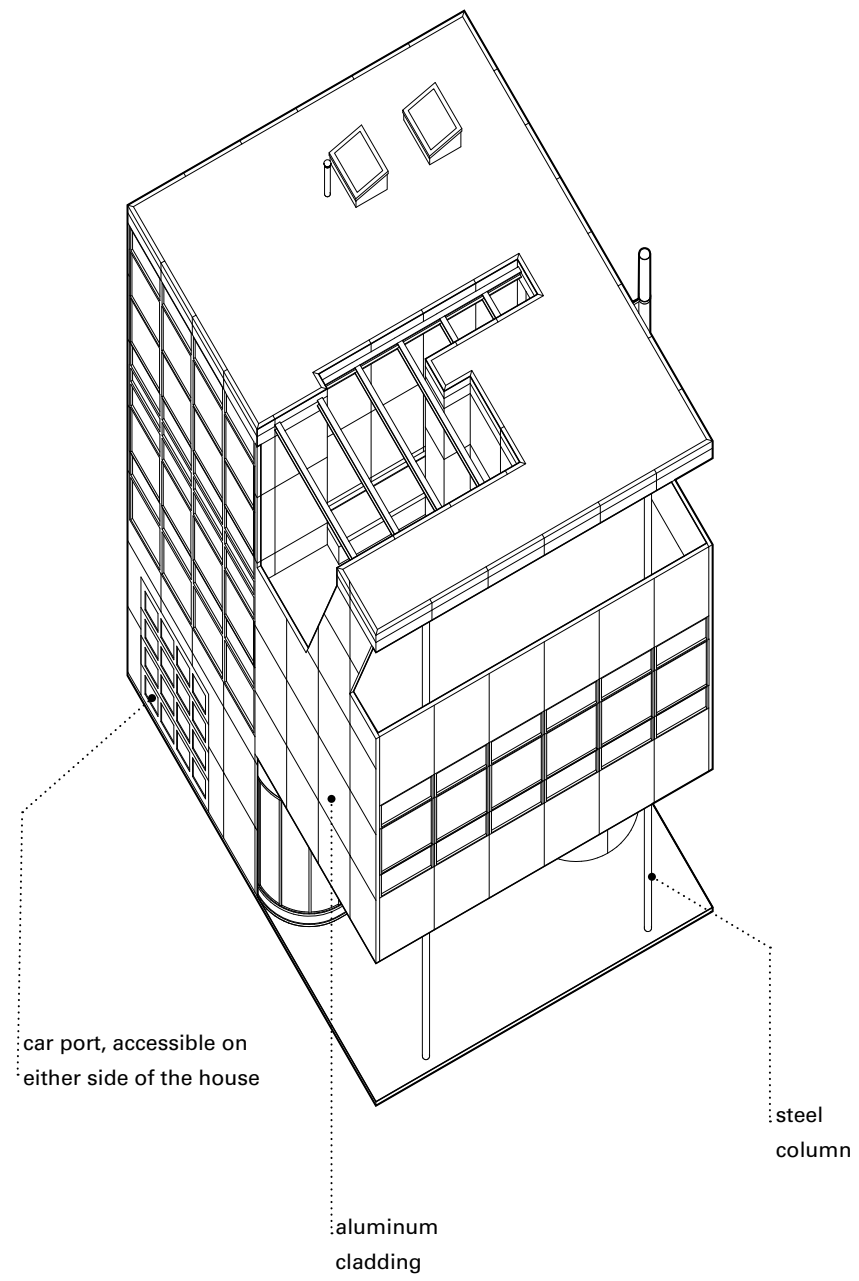 car port, accessible on
either side of the house
steel
column
aluminum
cladding